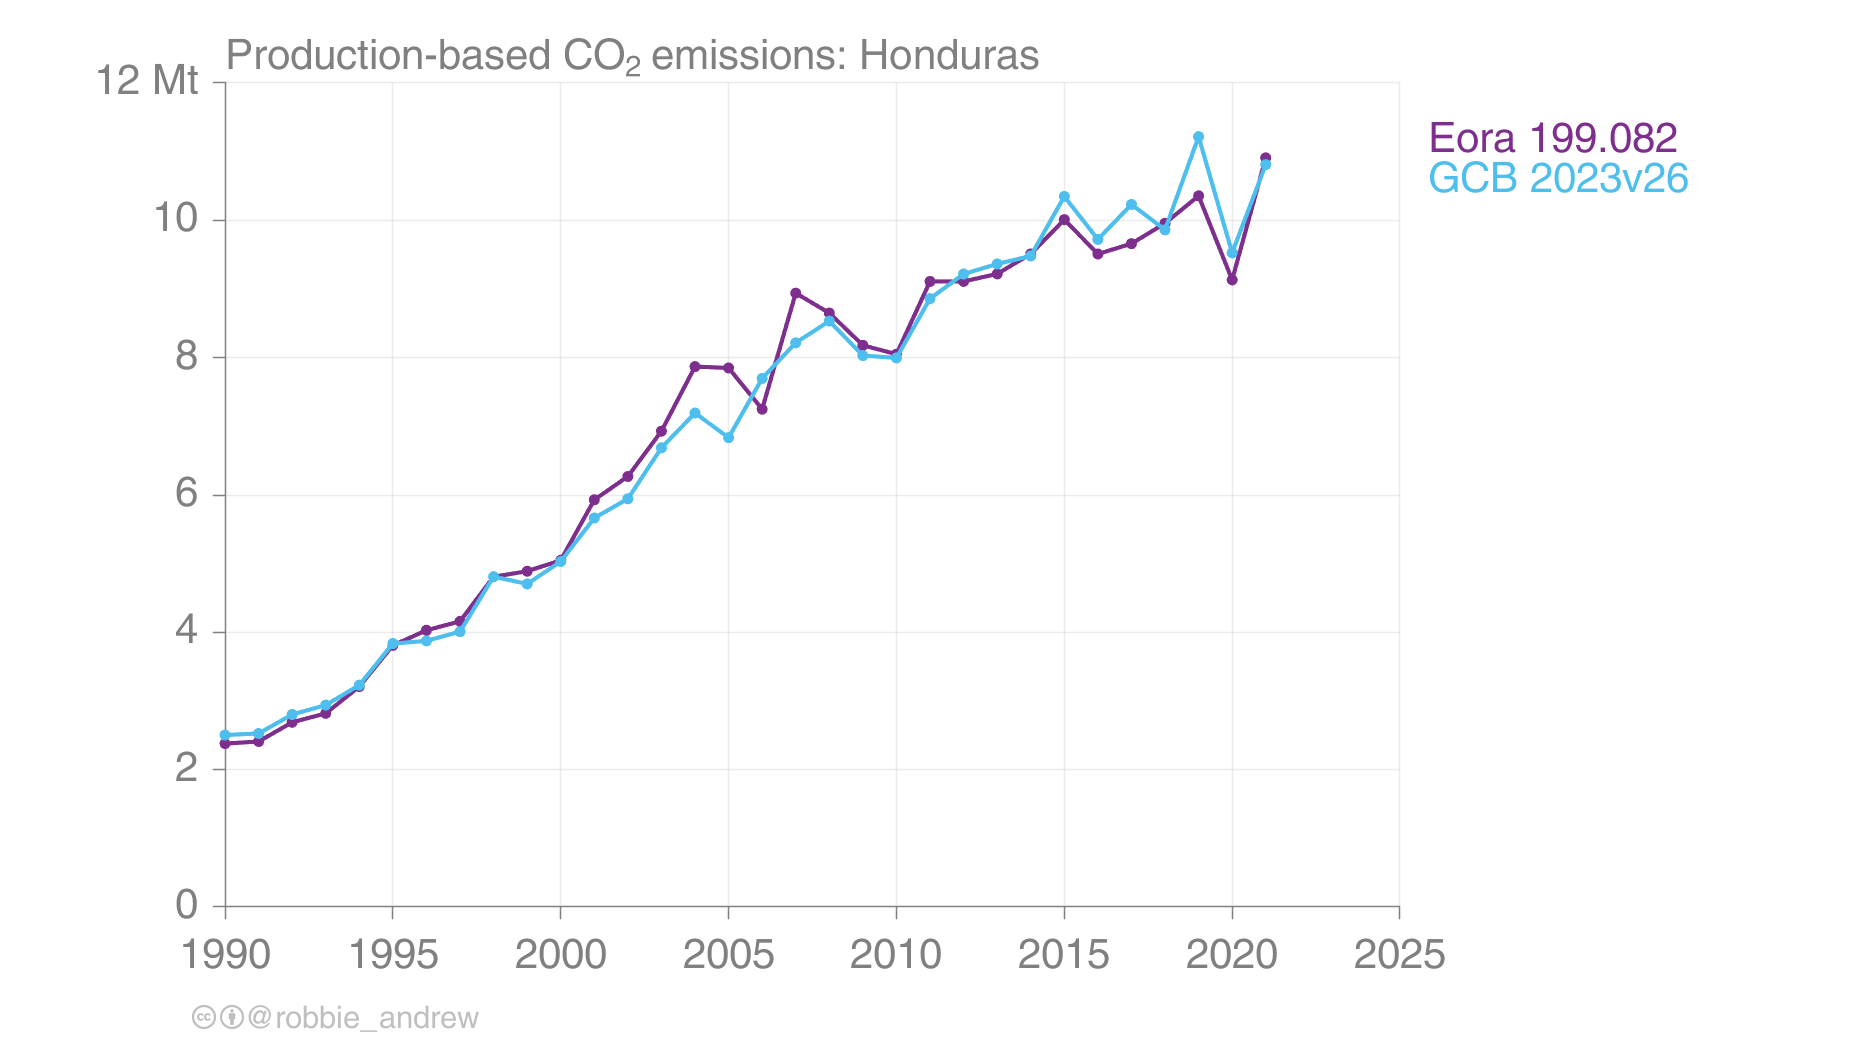 Production-based CO₂ emissions: Honduras
12 Mt
10
8
6
4
2
0
1990 1995 2000 2005 2010 2015 2020 2025
Eora 199.082
GCB 2023v26
cc @robbie_andrew